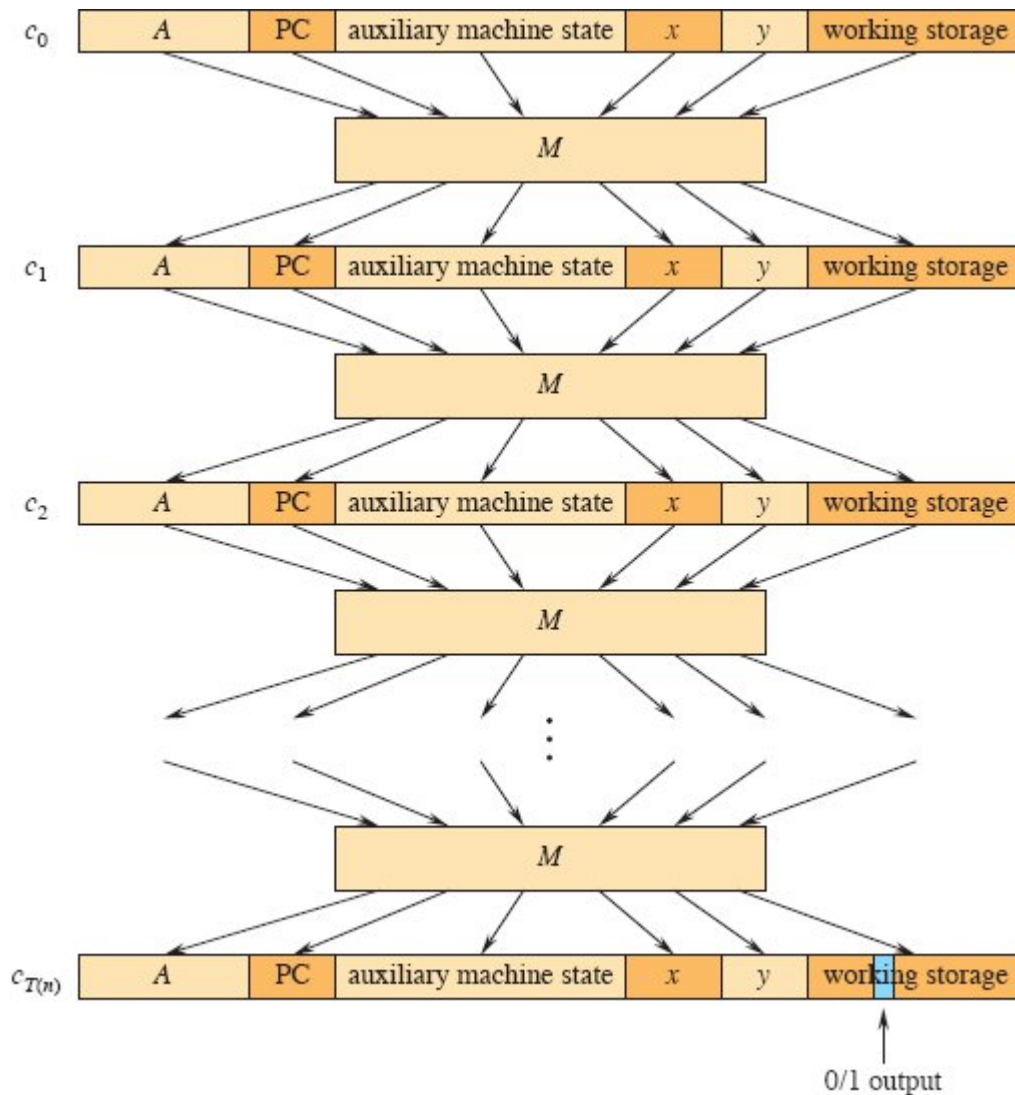 c0 A PC auxiliary machine state x y working storage
M
c1 A PC auxiliary machine state x y working storage
M
c2 A PC auxiliary machine state x y working storage
M
M
cT(n) A PC auxiliary machine state x y working storage
0/1 output